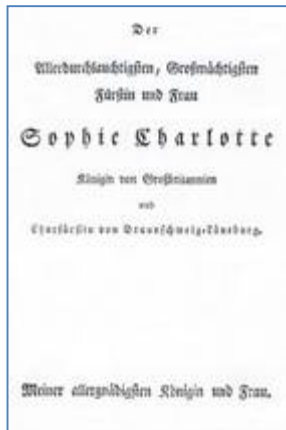 Der
Allerdurchlauchtigsten, Großmächtigsten
Fürstin und Frau
Sophie Charlotte
Königin von Großbritannien
und
Churfürstin von Braunschweig-Lüneburg,
Meiner allergnädigsten Königin und Frau.